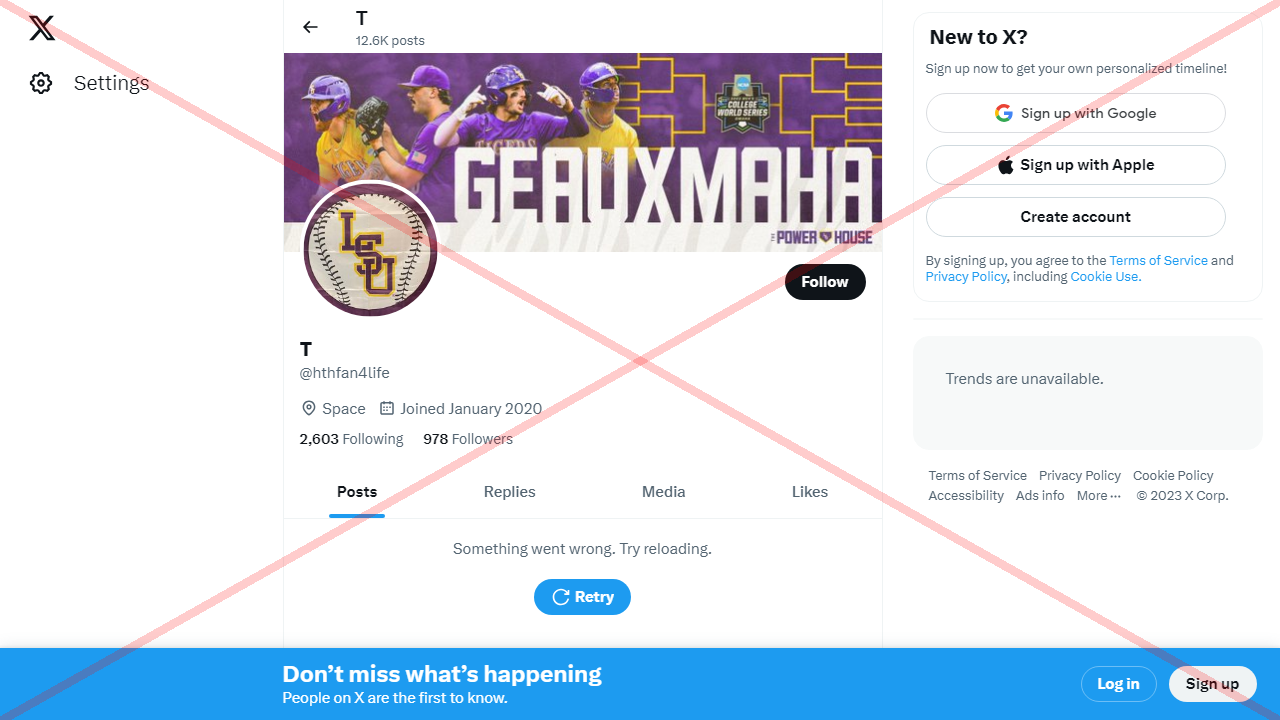 X
Settings
T
12.6K posts
TIGERS
COLLEGE
WORLD SERIES
GEAUXMAHA
THE POWER HOUSE
LSU
Follow
T
@hthfan4life
Space
Joined January 2020
2,603 Following
978 Followers
Posts
Replies
Media
Likes
Something went wrong. Try reloading.
Retry
New to X?
Sign up now to get your own personalized timeline!
Sign up with Google
Sign up with Apple
Create account
By signing up, you agree to the Terms of Service and
Privacy Policy, including Cookie Use.
Trends are unavailable.
Terms of Service Privacy Policy Cookie Policy
Accessibility Ads info More ··· © 2023 X Corp.
Don’t miss what’s happening
People on X are the first to know.
Log in
Sign up